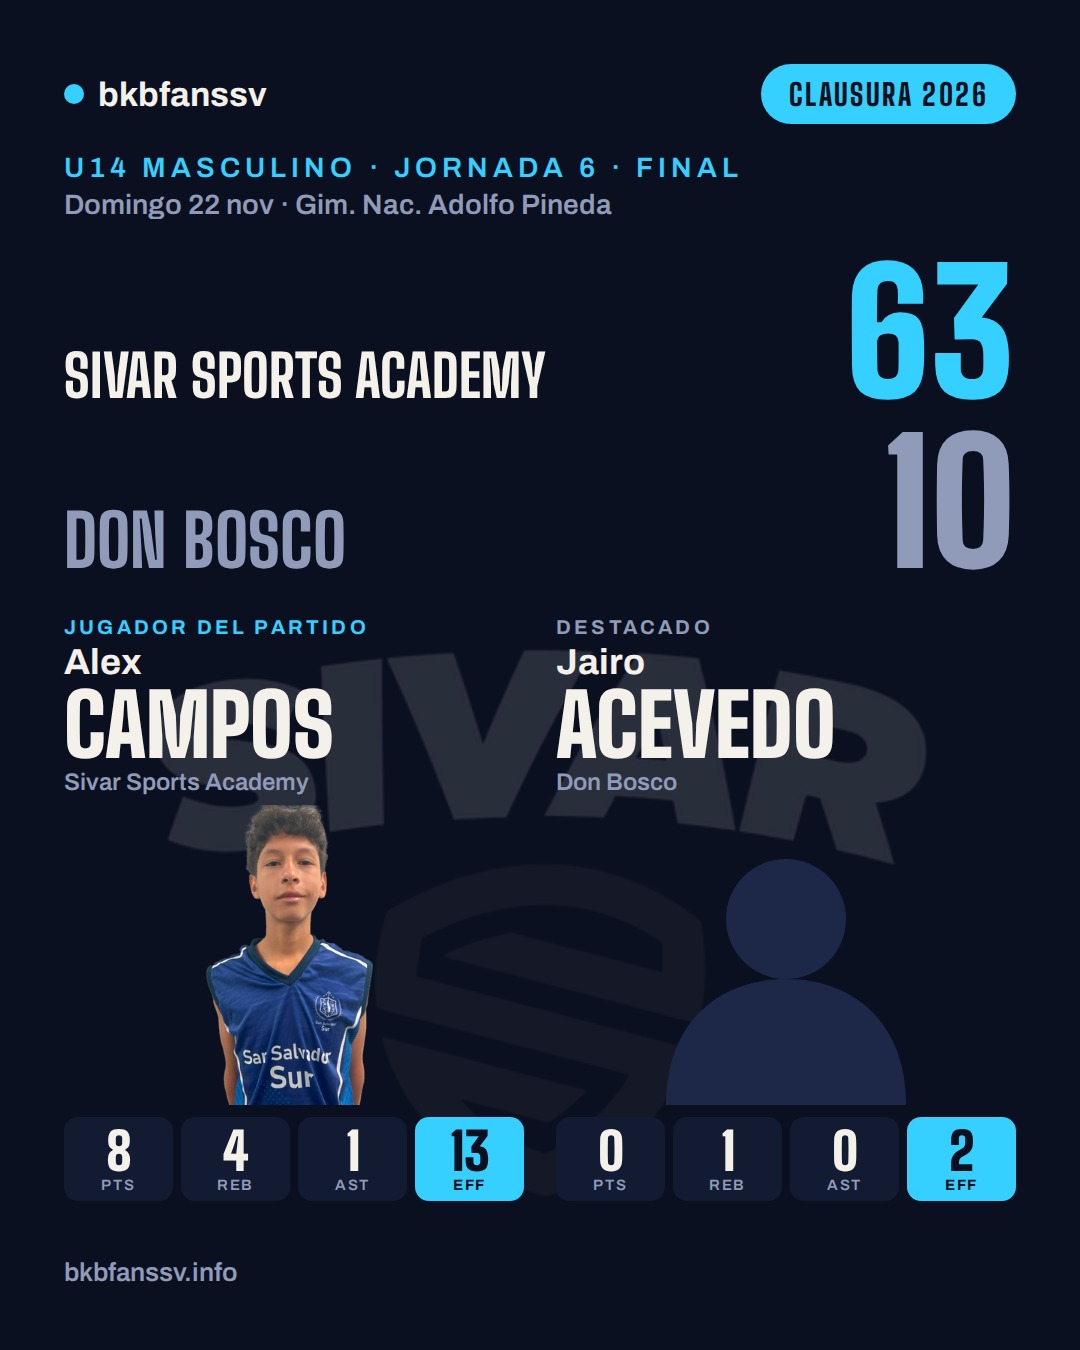 bkbfanssv
CLAUSURA 2026
U14 MASCULINO · JORNADA 6 · FINAL
Domingo 22 nov · Gim. Nac. Adolfo Pineda
SIVAR SPORTS ACADEMY
63
DON BOSCO
10
JUGADOR DEL PARTIDO
Alex
CAMPOS
Sivar Sports Academy
DESTACADO
Jairo
ACEVEDO
Don Bosco
SIVAR
San Salvador
Sur
8
PTS
4
REB
1
AST
13
EFF
0
PTS
1
REB
0
AST
2
EFF
bkbfanssv.info